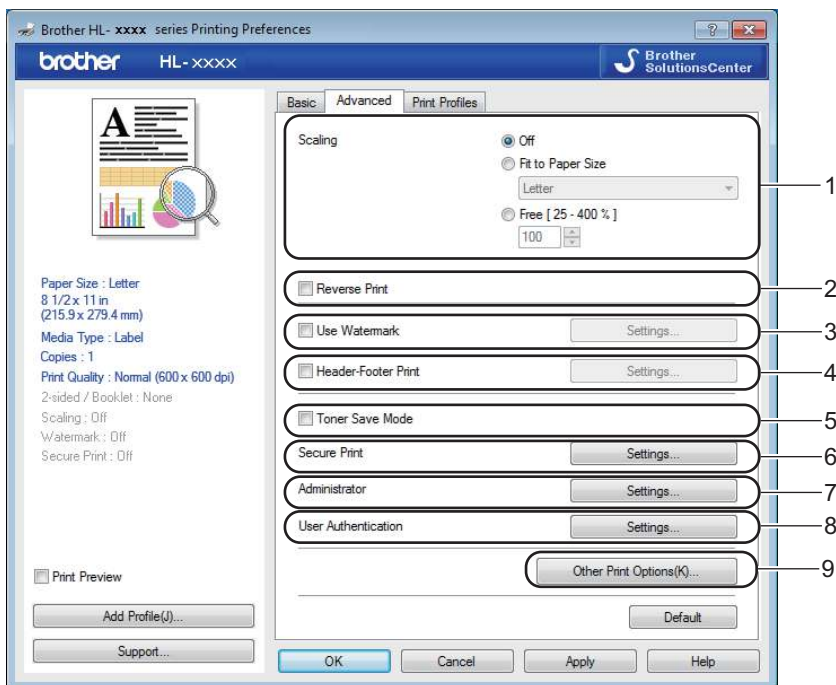 Brother HL- xxxx series Printing Preferences
brother HL-xxxx
Brother
SolutionsCenter
A
Paper Size : Letter
8 1/2 x 11 in
(215.9 x 279.4 mm)
Media Type : Label
Copies : 1
Print Quality : Normal (600 x 600 dpi)
2-sided / Booklet : None
Scaling : Off
Watermark : Off
Secure Print : Off
Print Preview
Add Profile(J)...
Support...
Basic Advanced Print Profiles
Scaling
Off
Fit to Paper Size
Letter
Free [ 25 - 400 % ]
100
1
Reverse Print 2
Use Watermark Settings... 3
Header-Footer Print Settings... 4
Toner Save Mode 5
Secure Print Settings... 6
Administrator Settings... 7
User Authentication Settings... 8
Other Print Options(K)... 9
Default
OK Cancel Apply Help